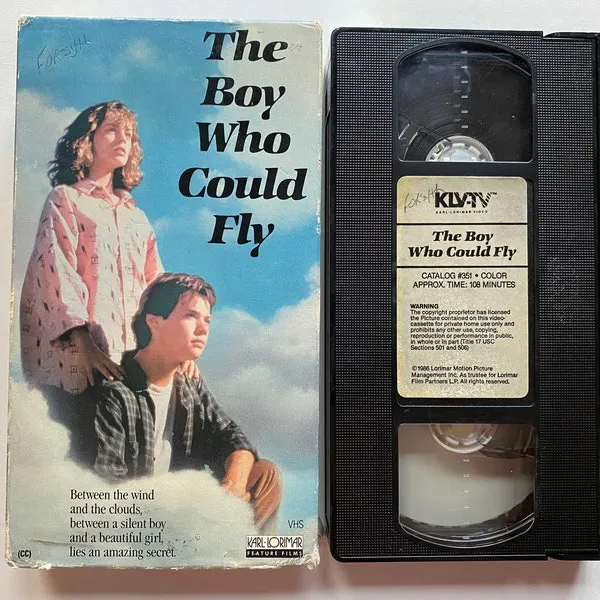 Forsyth
The
Boy
Who
Could
Fly
Between the wind
and the clouds,
between a silent boy
and a beautiful girl,
lies an amazing secret.
(CC)
VHS
KARL·LORIMAR
FEATURE FILMS
Forsyth
KLV-TV
KARL·LORIMAR VIDEO
The Boy
Who Could Fly
CATALOG #351 • COLOR
APPROX. TIME: 108 MINUTES
WARNING
The copyright proprietor has licensed
the Picture contained on this video-
cassette for private home use only and
prohibits any other use, copying,
reproduction or performance in public,
in whole or in part (Title 17 USC
Sections 501 and 506)
©1986 Lorimar Motion Picture
Management Inc. As trustee for Lorimar
Film Partners L.P. All rights reserved.